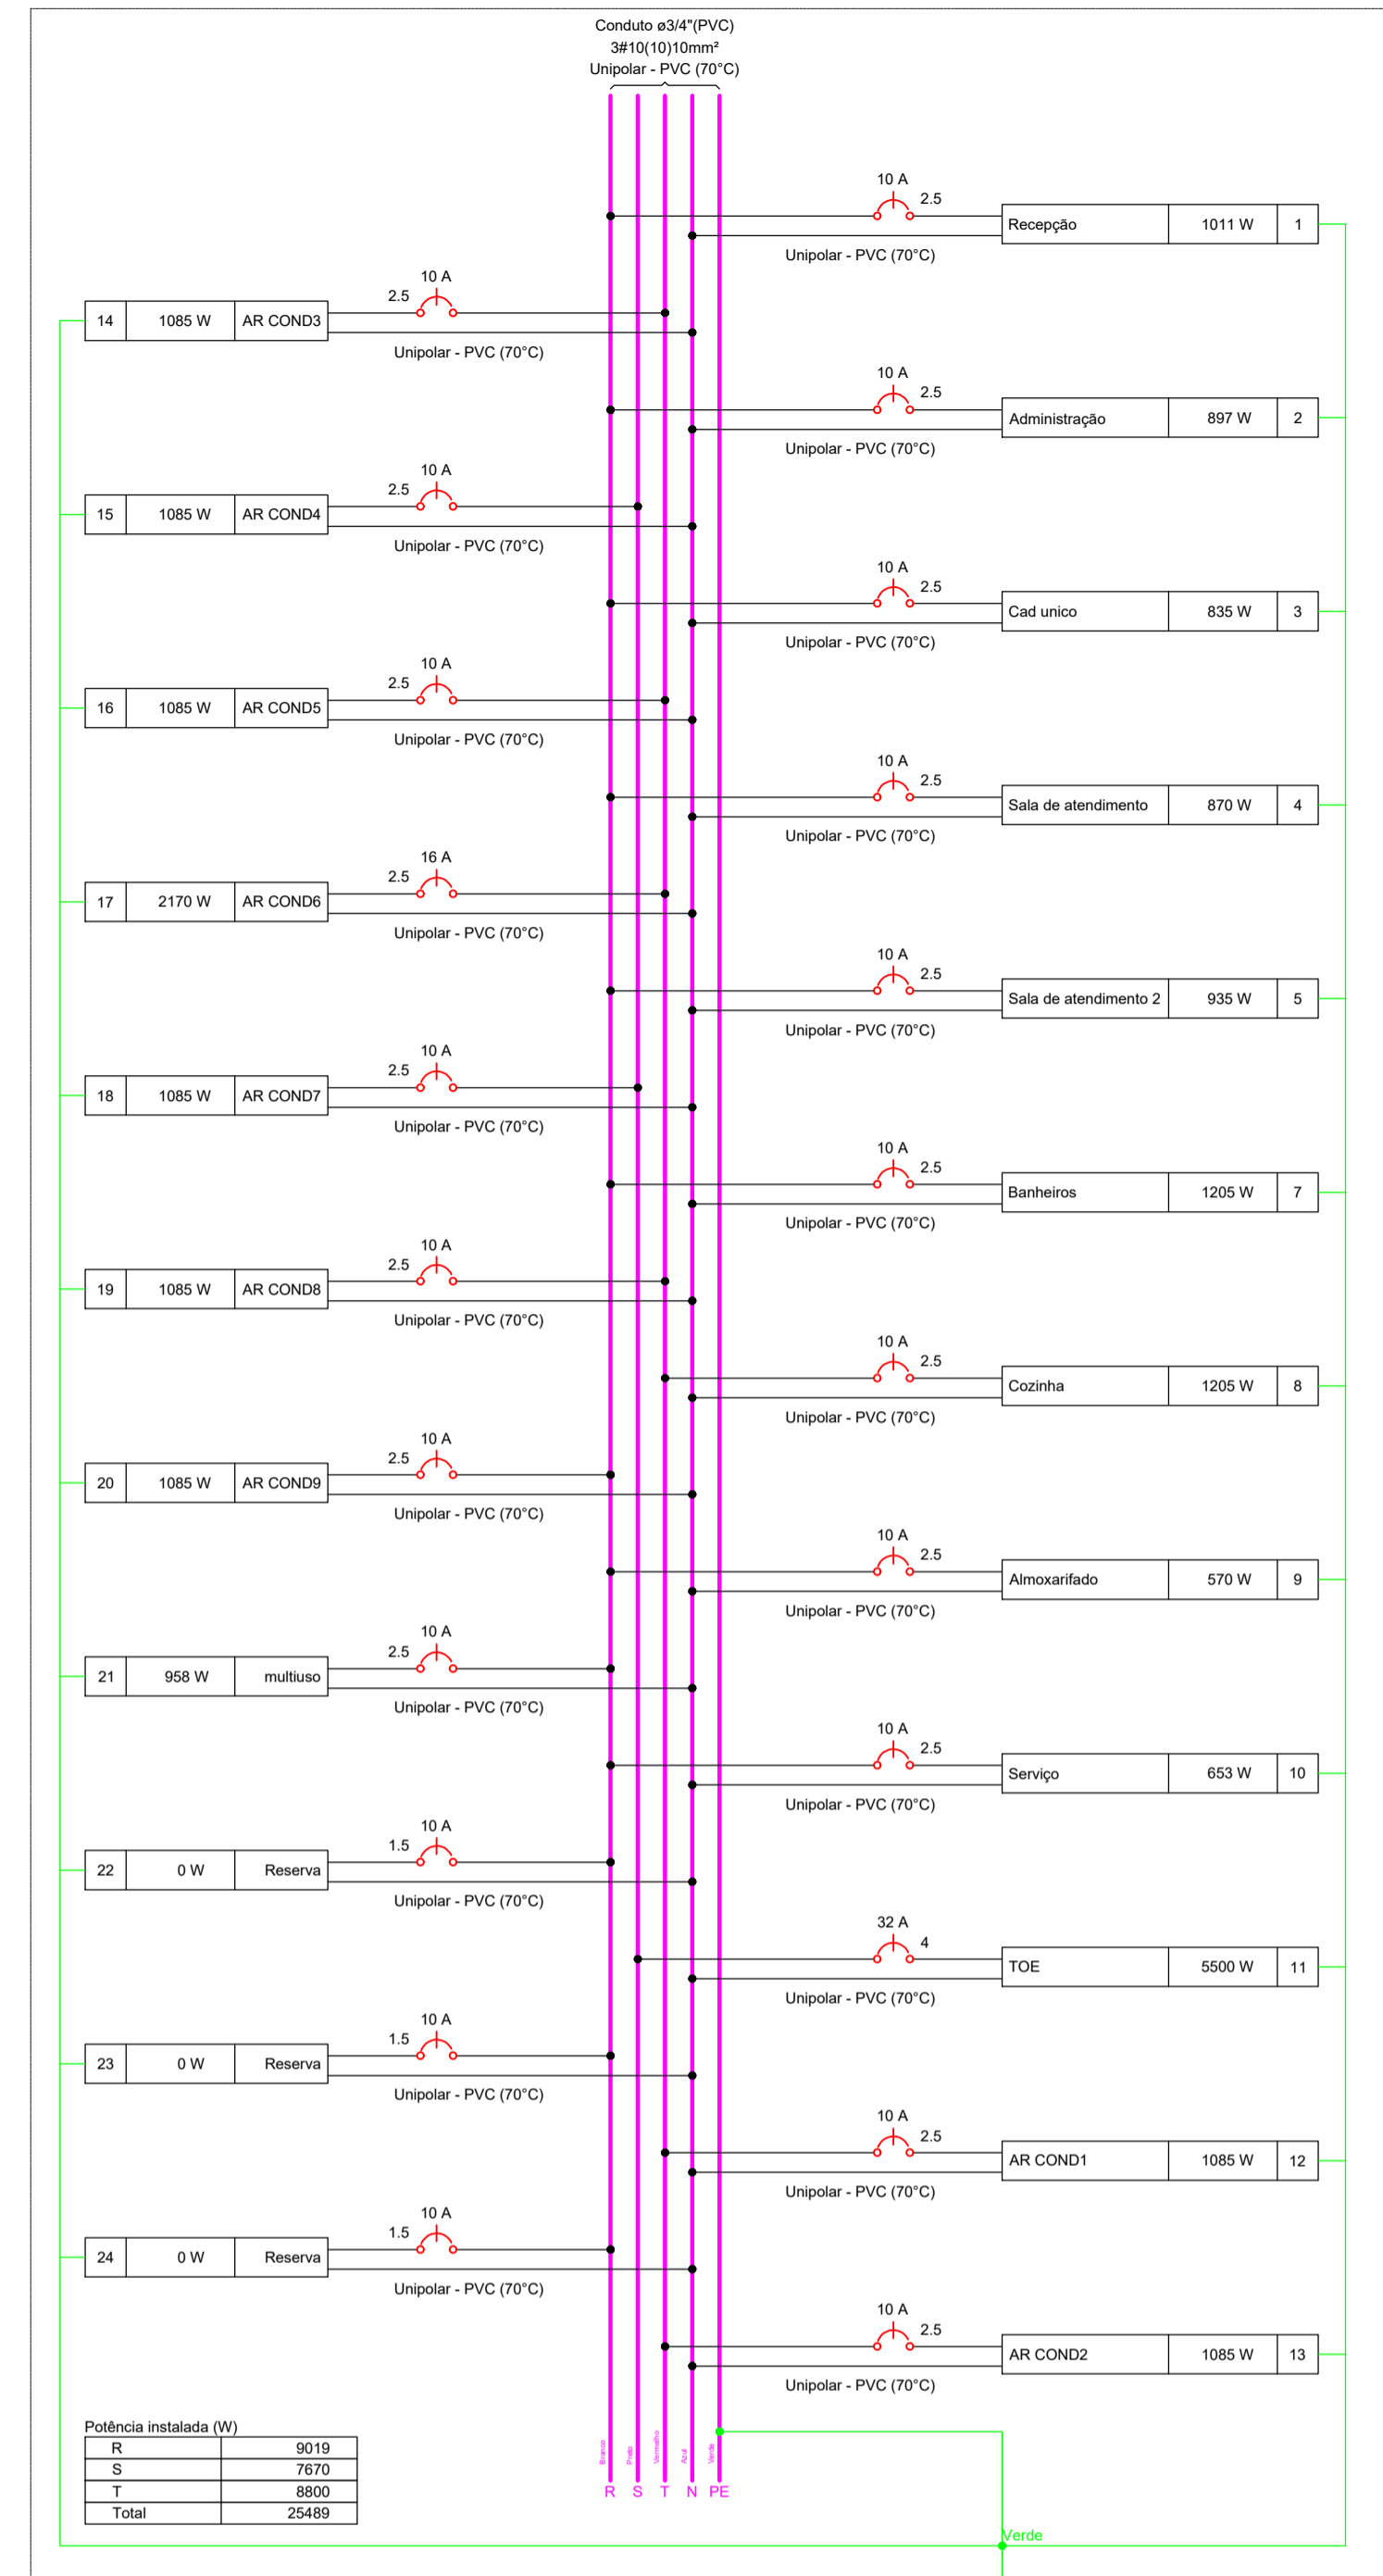 Conduto ø3/4"(PVC)
3#10(10)10mm²
Unipolar - PVC (70°C)
10 A
2.5
Recepção 1011 W 1
Unipolar - PVC (70°C)
10 A
2.5
14 1085 W AR COND3
Unipolar - PVC (70°C)
10 A
2.5
Administração 897 W 2
Unipolar - PVC (70°C)
10 A
2.5
15 1085 W AR COND4
Unipolar - PVC (70°C)
10 A
2.5
Cad unico 835 W 3
Unipolar - PVC (70°C)
10 A
2.5
16 1085 W AR COND5
Unipolar - PVC (70°C)
10 A
2.5
Sala de atendimento 870 W 4
Unipolar - PVC (70°C)
16 A
2.5
17 2170 W AR COND6
Unipolar - PVC (70°C)
10 A
2.5
Sala de atendimento 2 935 W 5
Unipolar - PVC (70°C)
10 A
2.5
18 1085 W AR COND7
Unipolar - PVC (70°C)
10 A
2.5
Banheiros 1205 W 7
Unipolar - PVC (70°C)
10 A
2.5
19 1085 W AR COND8
Unipolar - PVC (70°C)
10 A
2.5
Cozinha 1205 W 8
Unipolar - PVC (70°C)
10 A
2.5
20 1085 W AR COND9
Unipolar - PVC (70°C)
10 A
2.5
Almoxarifado 570 W 9
Unipolar - PVC (70°C)
10 A
2.5
21 958 W multiuso
Unipolar - PVC (70°C)
10 A
2.5
Serviço 653 W 10
Unipolar - PVC (70°C)
10 A
1.5
22 0 W Reserva
Unipolar - PVC (70°C)
32 A
4
TOE 5500 W 11
Unipolar - PVC (70°C)
10 A
1.5
23 0 W Reserva
Unipolar - PVC (70°C)
10 A
2.5
AR COND1 1085 W 12
Unipolar - PVC (70°C)
10 A
1.5
24 0 W Reserva
Unipolar - PVC (70°C)
10 A
2.5
AR COND2 1085 W 13
Unipolar - PVC (70°C)
Potência instalada (W)
R 9019
S 7670
T 8800
Total 25489
Branco
Preto
Vermelho
Azul
Verde
R S T N PE
Verde